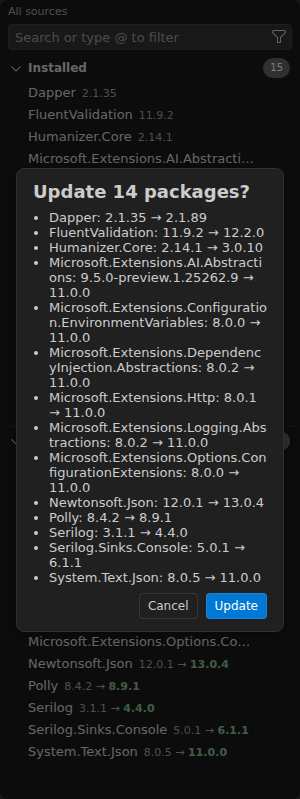 All sources
Search or type @ to filter
Installed 15
Dapper 2.1.35
FluentValidation 11.9.2
Humanizer.Core 2.14.1
Microsoft.Extensions.AI.Abstracti...
Update 14 packages?
• Dapper: 2.1.35 → 2.1.89
• FluentValidation: 11.9.2 → 12.2.0
• Humanizer.Core: 2.14.1 → 3.0.10
• Microsoft.Extensions.AI.Abstracti
ons: 9.5.0-preview.1.25262.9 →
11.0.0
• Microsoft.Extensions.Configuratio
n.EnvironmentVariables: 8.0.0 →
11.0.0
• Microsoft.Extensions.Dependenc
yInjection.Abstractions: 8.0.2 →
11.0.0
• Microsoft.Extensions.Http: 8.0.1
→ 11.0.0
• Microsoft.Extensions.Logging.Abs
tractions: 8.0.2 → 11.0.0
• Microsoft.Extensions.Options.Con
figurationExtensions: 8.0.0 →
11.0.0
• Newtonsoft.Json: 12.0.1 → 13.0.4
• Polly: 8.4.2 → 8.9.1
• Serilog: 3.1.1 → 4.4.0
• Serilog.Sinks.Console: 5.0.1 →
6.1.1
• System.Text.Json: 8.0.5 → 11.0.0
Cancel Update
Microsoft.Extensions.Options.Co...
Newtonsoft.Json 12.0.1 → 13.0.4
Polly 8.4.2 → 8.9.1
Serilog 3.1.1 → 4.4.0
Serilog.Sinks.Console 5.0.1 → 6.1.1
System.Text.Json 8.0.5 → 11.0.0